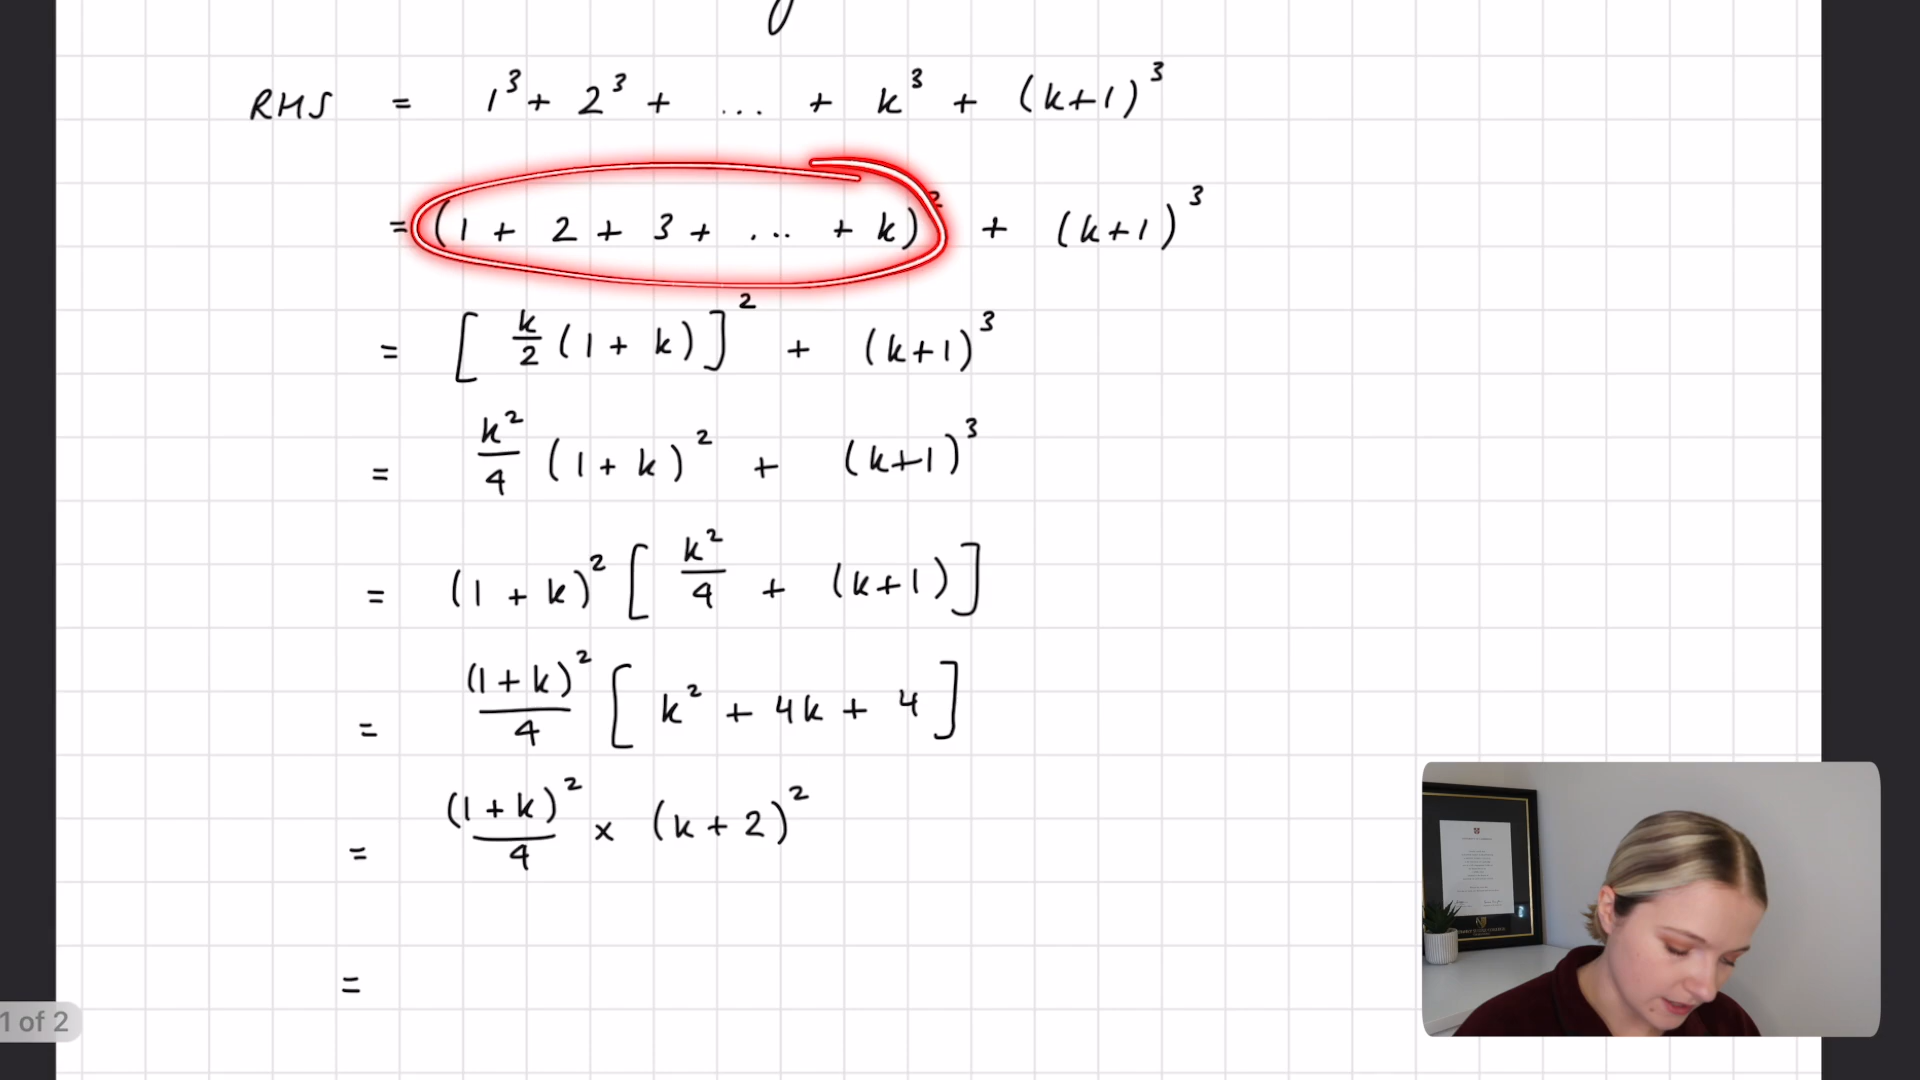 RHS = 1³ + 2³ + ... + k³ + (k+1)³
= (1 + 2 + 3 + ... + k)² + (k+1)³
= [ k/2 (1 + k) ]² + (k+1)³
= k²/4 (1 + k)² + (k+1)³
= (1 + k)² [ k²/4 + (k+1) ]
= (1+k)²/4 [ k² + 4k + 4 ]
= (1+k)²/4 × (k+2)²
=
1 of 2